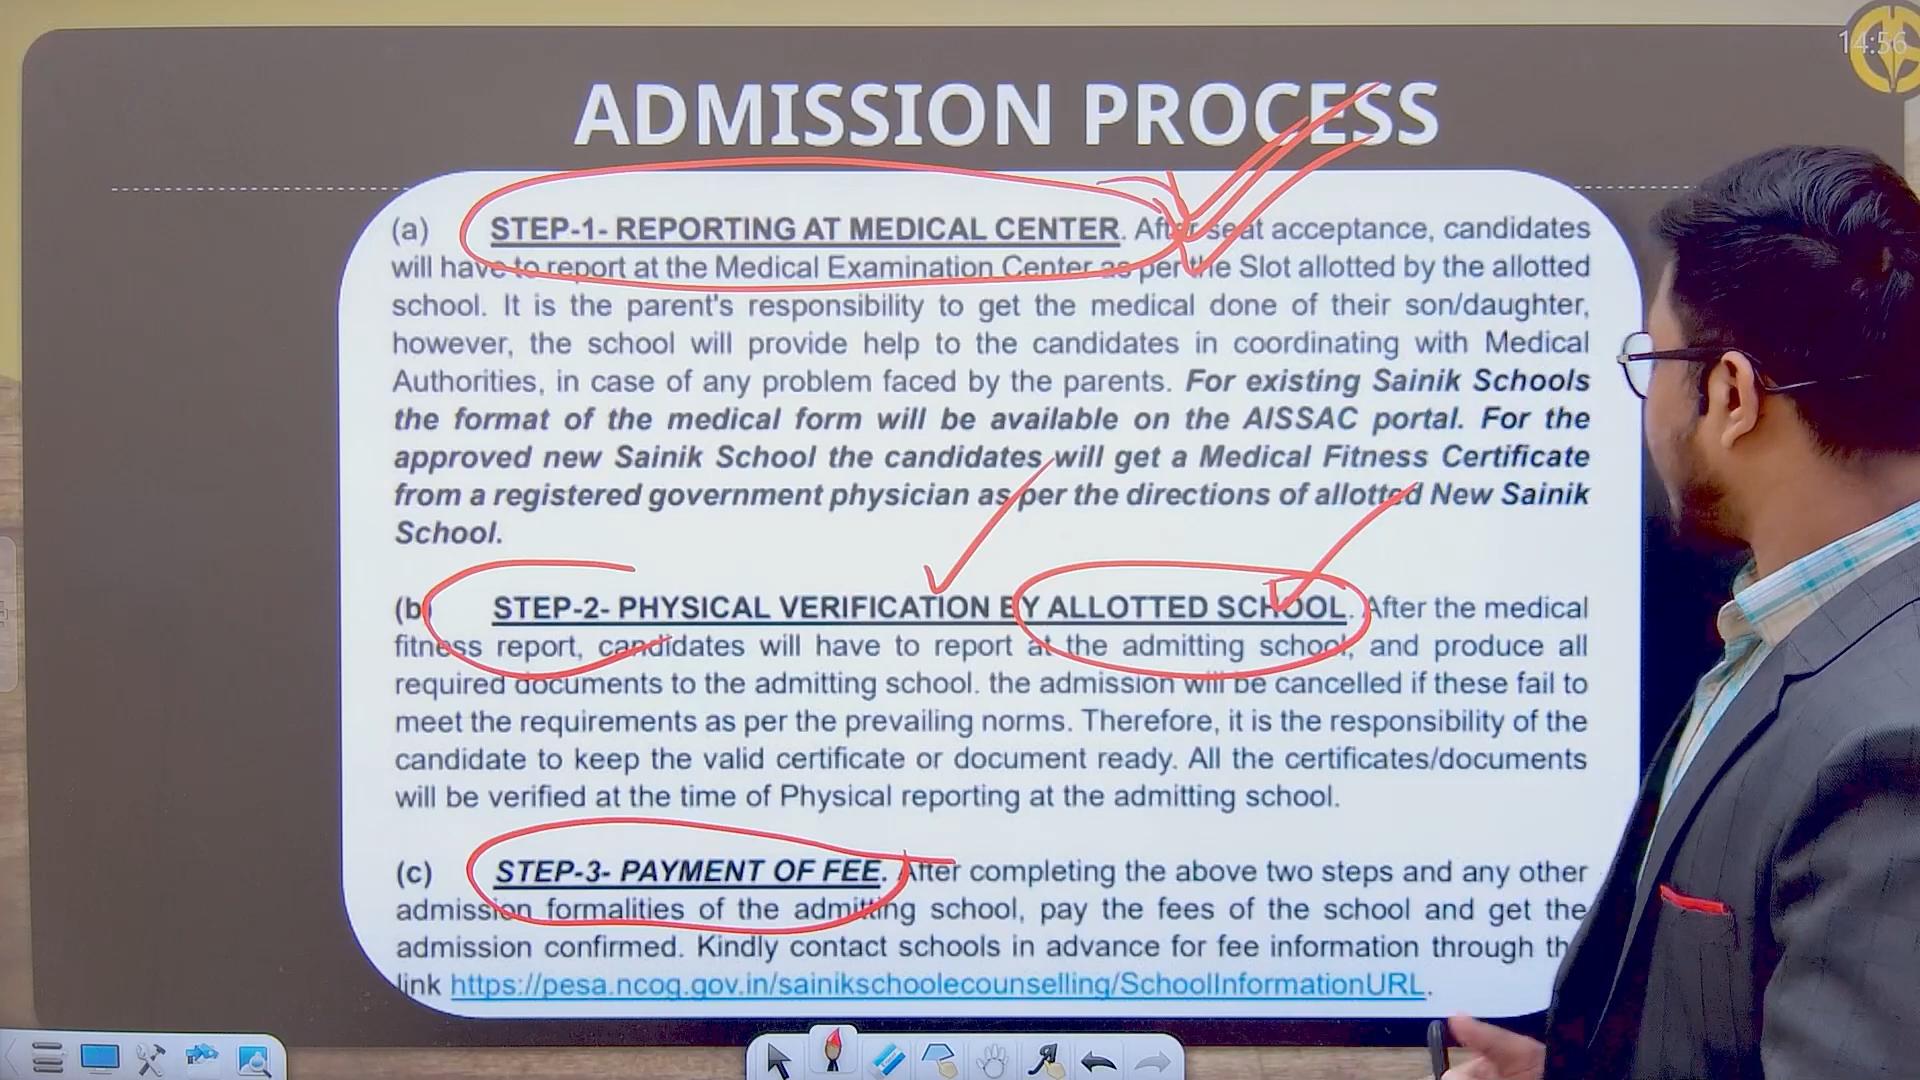 14:56
ADMISSION PROCESS
(a) STEP-1- REPORTING AT MEDICAL CENTER. After seat acceptance, candidates
will have to report at the Medical Examination Center as per the Slot allotted by the allotted
school. It is the parent's responsibility to get the medical done of their son/daughter,
however, the school will provide help to the candidates in coordinating with Medical
Authorities, in case of any problem faced by the parents. For existing Sainik Schools
the format of the medical form will be available on the AISSAC portal. For the
approved new Sainik School the candidates will get a Medical Fitness Certificate
from a registered government physician as per the directions of allotted New Sainik
School.
(b) STEP-2- PHYSICAL VERIFICATION BY ALLOTTED SCHOOL. After the medical
fitness report, candidates will have to report at the admitting school, and produce all
required documents to the admitting school. the admission will be cancelled if these fail to
meet the requirements as per the prevailing norms. Therefore, it is the responsibility of the
candidate to keep the valid certificate or document ready. All the certificates/documents
will be verified at the time of Physical reporting at the admitting school.
(c) STEP-3- PAYMENT OF FEE. After completing the above two steps and any other
admission formalities of the admitting school, pay the fees of the school and get the
admission confirmed. Kindly contact schools in advance for fee information through th
link https://pesa.ncog.gov.in/sainikschoolecounselling/SchoolInformationURL.